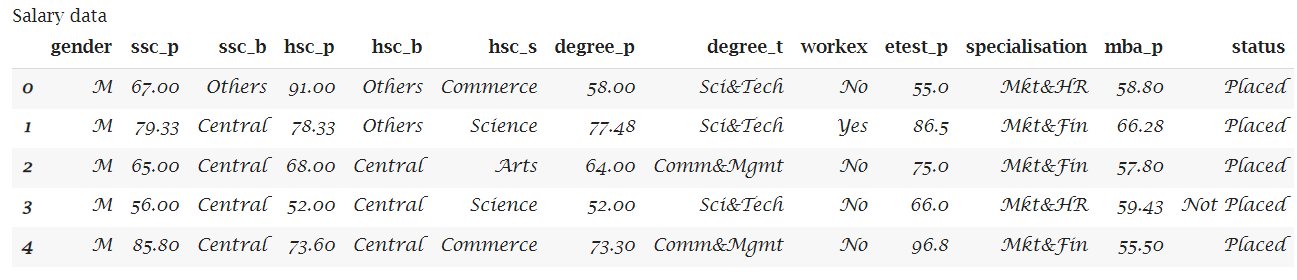 Salary data
gender ssc_p ssc_b hsc_p hsc_b hsc_s degree_p degree_t workex etest_p specialisation mba_p status
0 M 67.00 Others 91.00 Others Commerce 58.00 Sci&Tech No 55.0 Mkt&HR 58.80 Placed
1 M 79.33 Central 78.33 Others Science 77.48 Sci&Tech Yes 86.5 Mkt&Fin 66.28 Placed
2 M 65.00 Central 68.00 Central Arts 64.00 Comm&Mgmt No 75.0 Mkt&Fin 57.80 Placed
3 M 56.00 Central 52.00 Central Science 52.00 Sci&Tech No 66.0 Mkt&HR 59.43 Not Placed
4 M 85.80 Central 73.60 Central Commerce 73.30 Comm&Mgmt No 96.8 Mkt&Fin 55.50 Placed